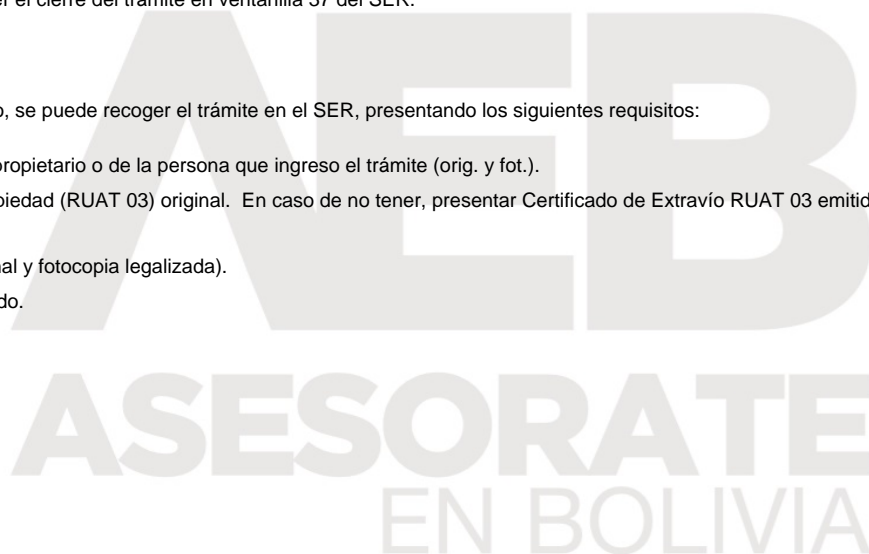 el cierre del trámite en ventanilla 37 del SER.
o, se puede recoger el trámite en el SER, presentando los siguientes requisitos:
propietario o de la persona que ingreso el trámite (orig. y fot.).
piedad (RUAT 03) original. En caso de no tener, presentar Certificado de Extravío RUAT 03 emitid
al y fotocopia legalizada).
do.
AEB
ASESORATE
EN BOLIVIA